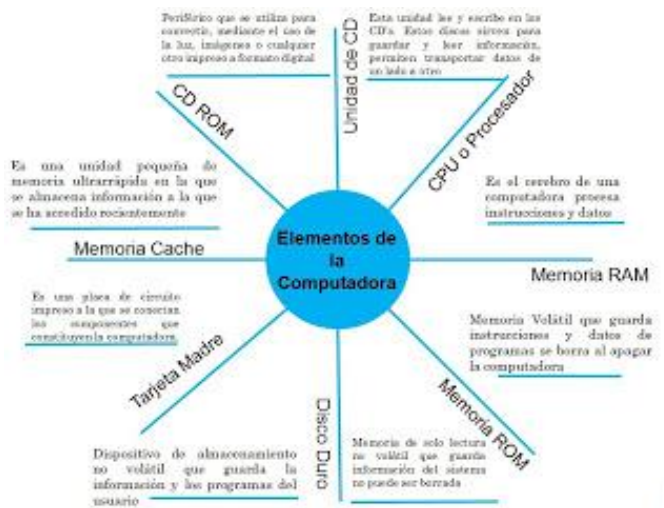 Periférico que se utiliza para
convertir, mediante el uso de
la luz, imágenes o cualquier
otro impreso a formato digital
CD ROM
Unidad de CD
Esta unidad lee y escribe en los
CD's. Estos discos sirven para
guardar y leer información,
permiten transportar datos de
un lado a otro
CPU o Procesador
Es el cerebro de una
computadora procesa
instrucciones y datos
Memoria RAM
Memoria Volátil que guarda
instrucciones y datos de
programas se borra al apagar
la computadora
Memoria ROM
Memoria de solo lectura
no volátil que guarda
información del sistema
no puede ser borrada
Disco Duro
Dispositivo de almacenamiento
no volátil que guarda la
información y los programas del
usuario
Tarjeta Madre
Es una placa de circuito
impreso a la que se conectan
los componentes que
constituyen la computadora
Memoria Cache
Es una unidad pequeña de
memoria ultrarrápida en la que
se almacena información a la que
se ha accedido recientemente
Elementos de
la
Computadora